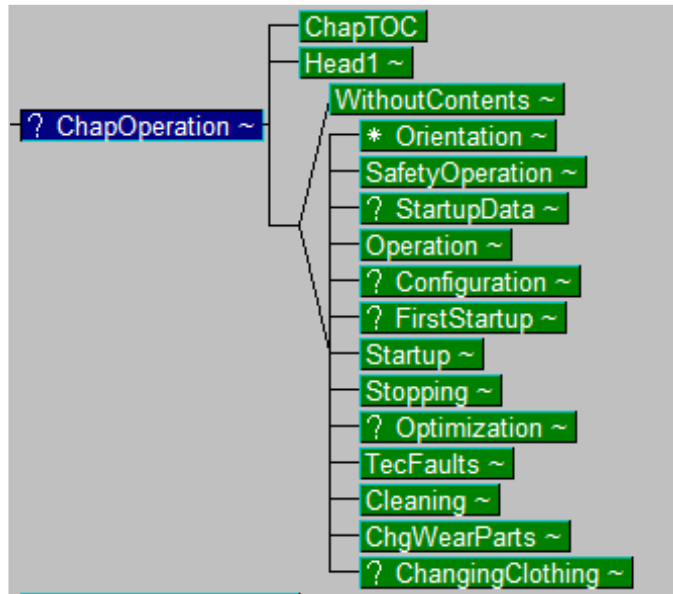 ChapTOC
Head1 ~
WithoutContents ~
? ChapOperation ~
* Orientation ~
SafetyOperation ~
? StartupData ~
Operation ~
? Configuration ~
? FirstStartup ~
Startup ~
Stopping ~
? Optimization ~
TecFaults ~
Cleaning ~
ChgWearParts ~
? ChangingClothing ~